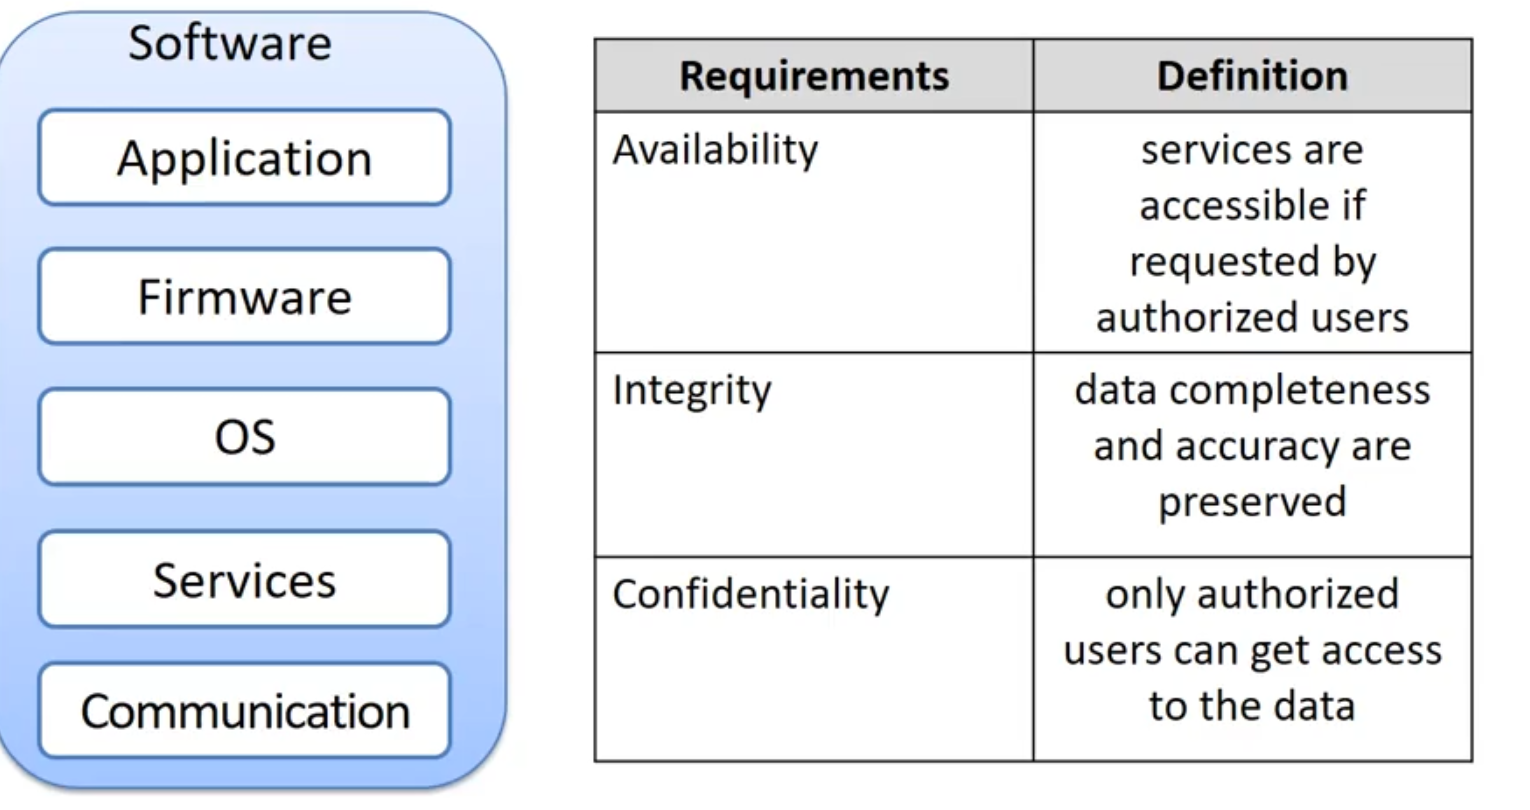 Software
Application
Firmware
OS
Services
Communication
Requirements
Definition
Availability
services are
accessible if
requested by
authorized users
Integrity
data completeness
and accuracy are
preserved
Confidentiality
only authorized
users can get access
to the data